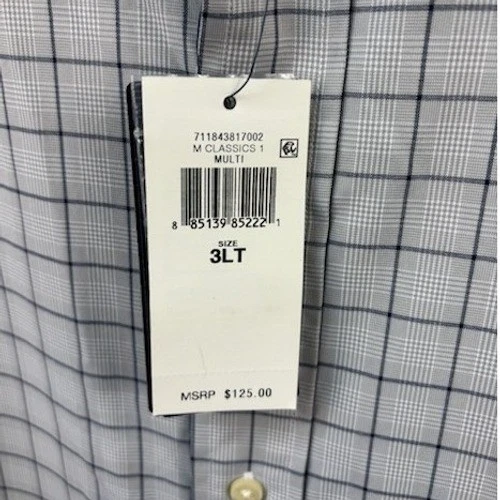 711843817002
M CLASSICS 1
MULTI
8 85139 85222 1
SIZE
3LT
MSRP $125.00